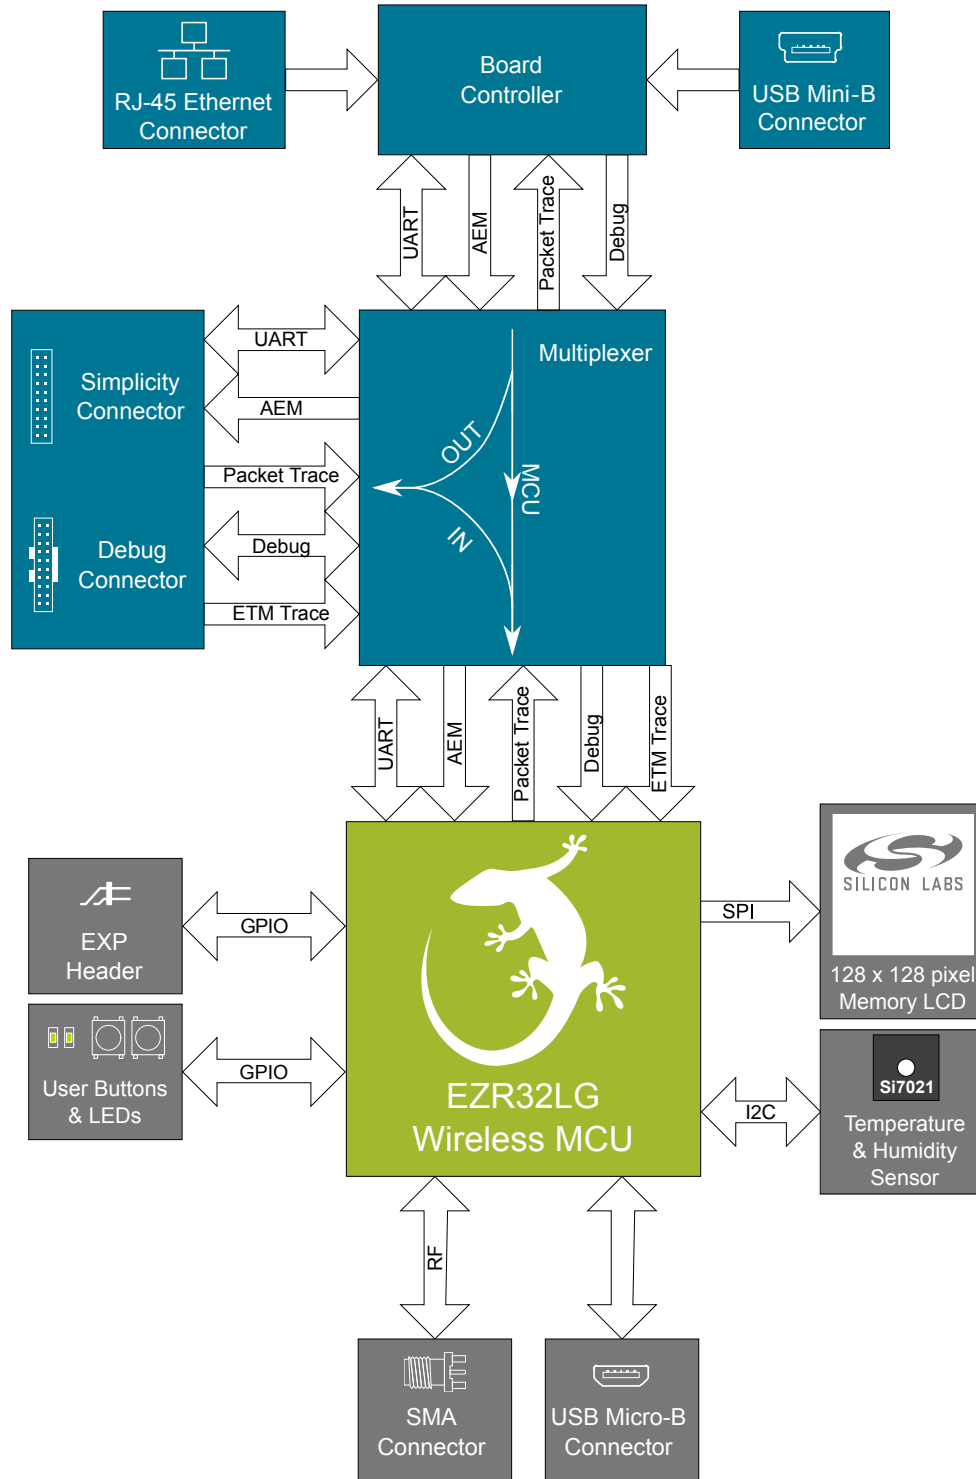 RJ-45 Ethernet
Connector
Board
Controller
USB Mini-B
Connector
UART
AEM
Packet Trace
Debug
Simplicity
Connector
Debug
Connector
UART
AEM
Packet Trace
Debug
ETM Trace
Multiplexer
OUT
MCU
IN
UART
AEM
Packet Trace
Debug
ETM Trace
EXP
Header
GPIO
User Buttons
& LEDs
GPIO
EZR32LG
Wireless MCU
SPI
SILICON LABS
128 x 128 pixel
Memory LCD
I2C
Si7021
Temperature
& Humidity
Sensor
RF
SMA
Connector
USB Micro-B
Connector